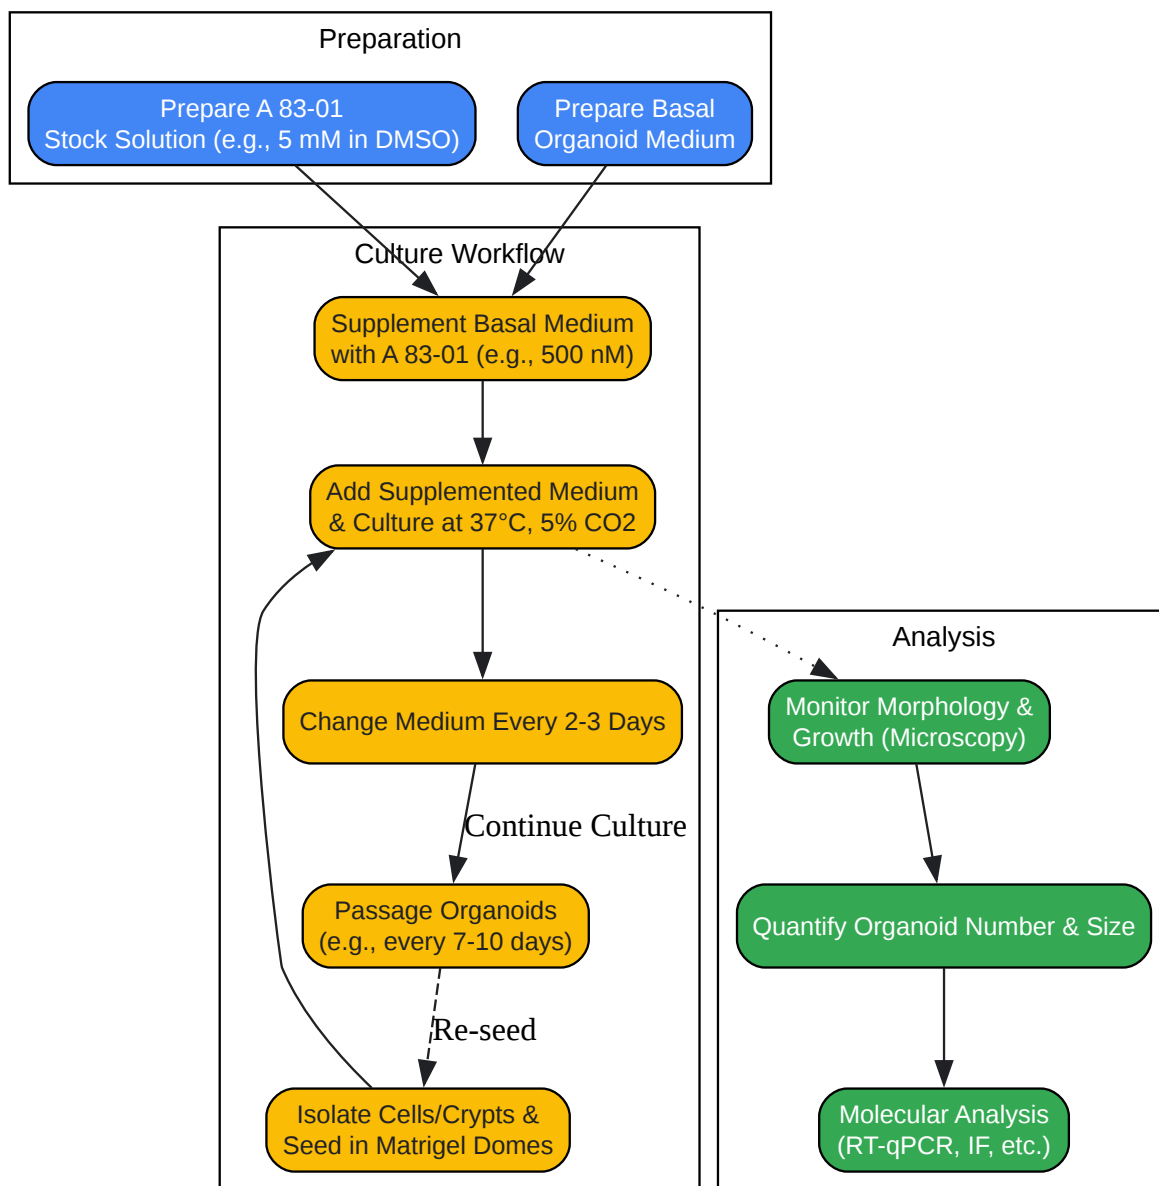 Preparation
Prepare A 83-01
Stock Solution (e.g., 5 mM in DMSO)
Prepare Basal
Organoid Medium
Culture Workflow
Supplement Basal Medium
with A 83-01 (e.g., 500 nM)
Add Supplemented Medium
& Culture at 37°C, 5% CO2
Change Medium Every 2-3 Days
Continue Culture
Passage Organoids
(e.g., every 7-10 days)
Re-seed
Isolate Cells/Crypts &
Seed in Matrigel Domes
Analysis
Monitor Morphology &
Growth (Microscopy)
Quantify Organoid Number & Size
Molecular Analysis
(RT-qPCR, IF, etc.)